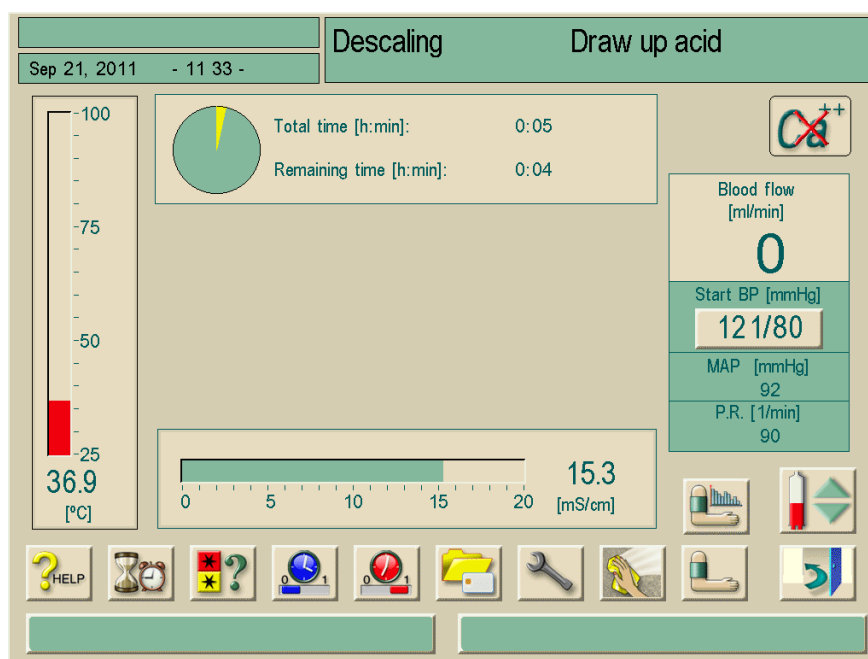 Descaling Draw up acid
Sep 21, 2011 - 11 33 -
100
75
50
25
36.9
[ºC]
Total time [h:min]: 0:05
Remaining time [h:min]: 0:04
Ca++
Blood flow
[ml/min]
0
Start BP [mmHg]
121/80
MAP [mmHg]
92
P.R. [1/min]
90
0 5 10 15 20
15.3
[mS/cm]
? HELP
?
0 1
0 1